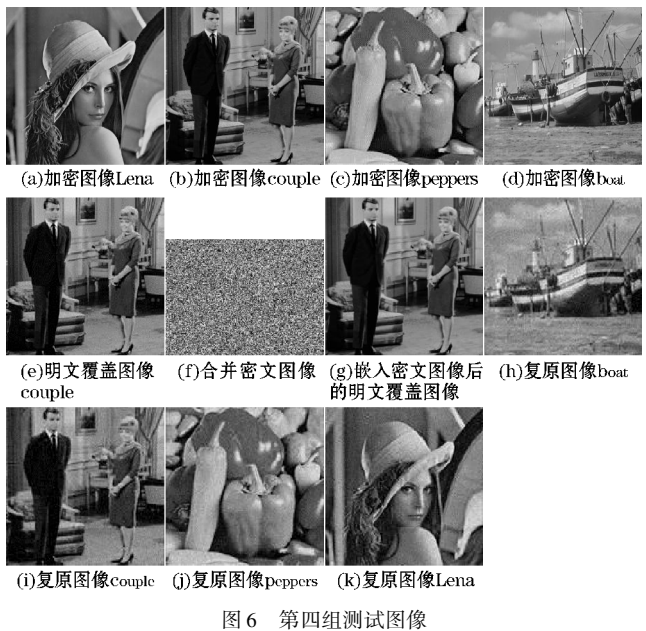 (a)加密图像Lena (b)加密图像couple (c)加密图像peppers (d)加密图像boat
(e)明文覆盖图像 (f)合并密文图像 (g)嵌入密文图像后 (h)复原图像boat
couple 的明文覆盖图像
(i)复原图像couple (j)复原图像peppers (k)复原图像Lena
图6 第四组测试图像